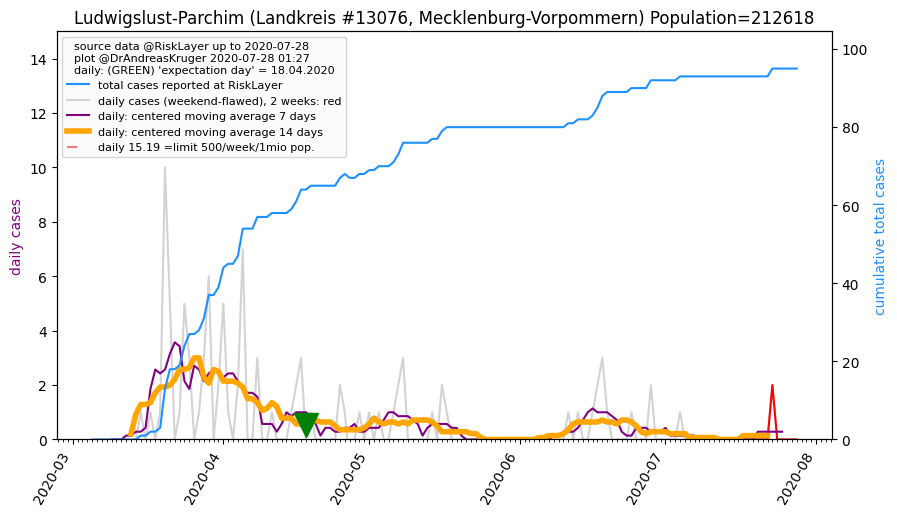 Ludwigslust-Parchim (Landkreis #13076, Mecklenburg-Vorpommern) Population=212618
source data @RiskLayer up to 2020-07-28
plot @DrAndreasKruger 2020-07-28 01:27
daily: (GREEN) 'expectation day' = 18.04.2020
total cases reported at RiskLayer
daily cases (weekend-flawed), 2 weeks: red
daily: centered moving average 7 days
daily: centered moving average 14 days
daily 15.19 =limit 500/week/1mio pop.
daily cases
14
12
10
8
6
4
2
0
100
80
60
40
20
0
cumulative total cases
2020-03
2020-04
2020-05
2020-06
2020-07
2020-08